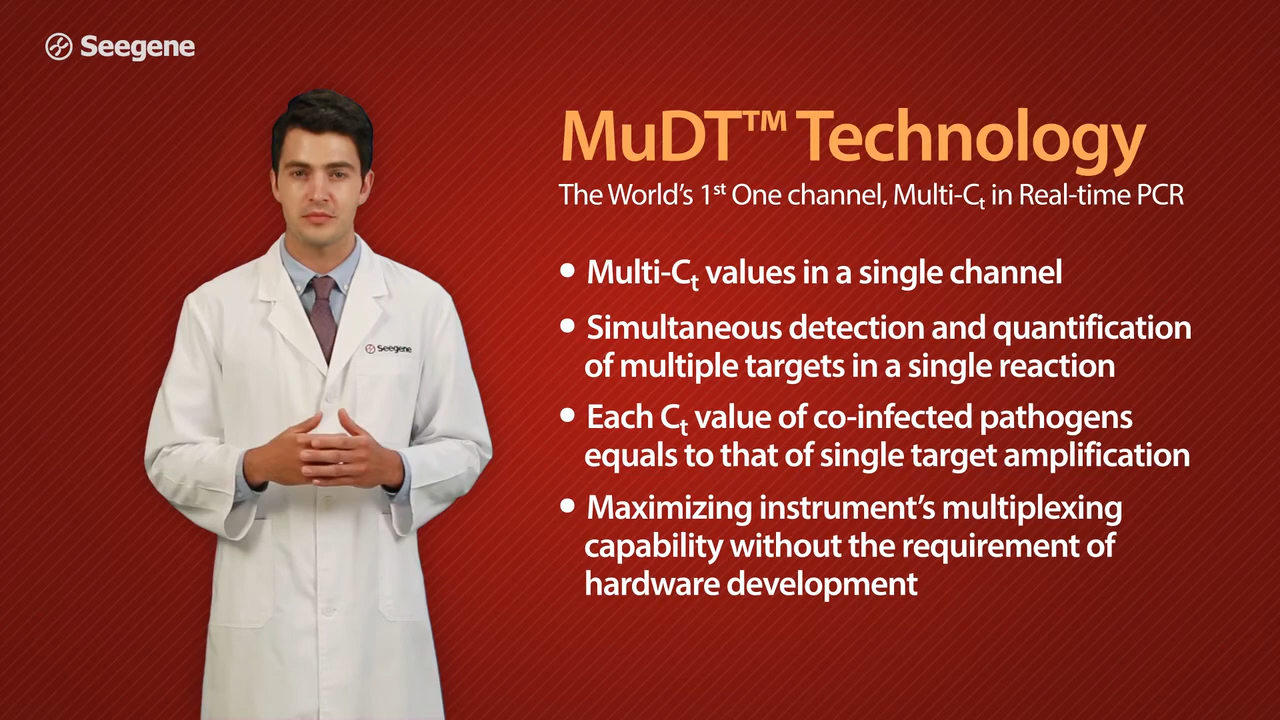 Seegene
MuDT™ Technology
The World's 1st One channel, Multi-Ct in Real-time PCR
• Multi-Ct values in a single channel
• Simultaneous detection and quantification
of multiple targets in a single reaction
• Each Ct value of co-infected pathogens
equals to that of single target amplification
• Maximizing instrument's multiplexing
capability without the requirement of
hardware development
Seegene